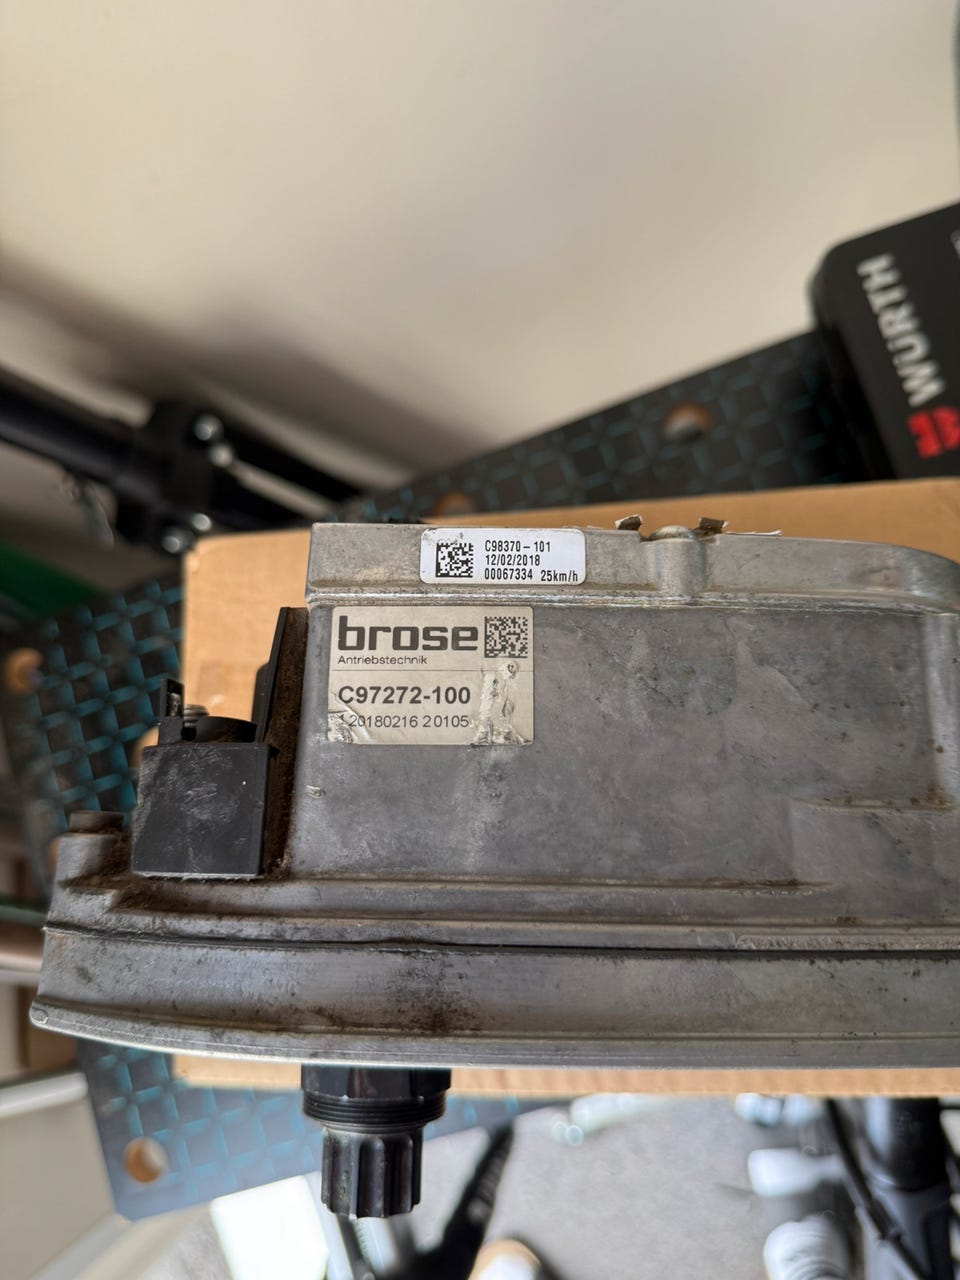 WÜRTH
C98370-101
12/02/2018
00067334 25km/h
brose
Antriebstechnik
C97272-100
1 20180216 20105